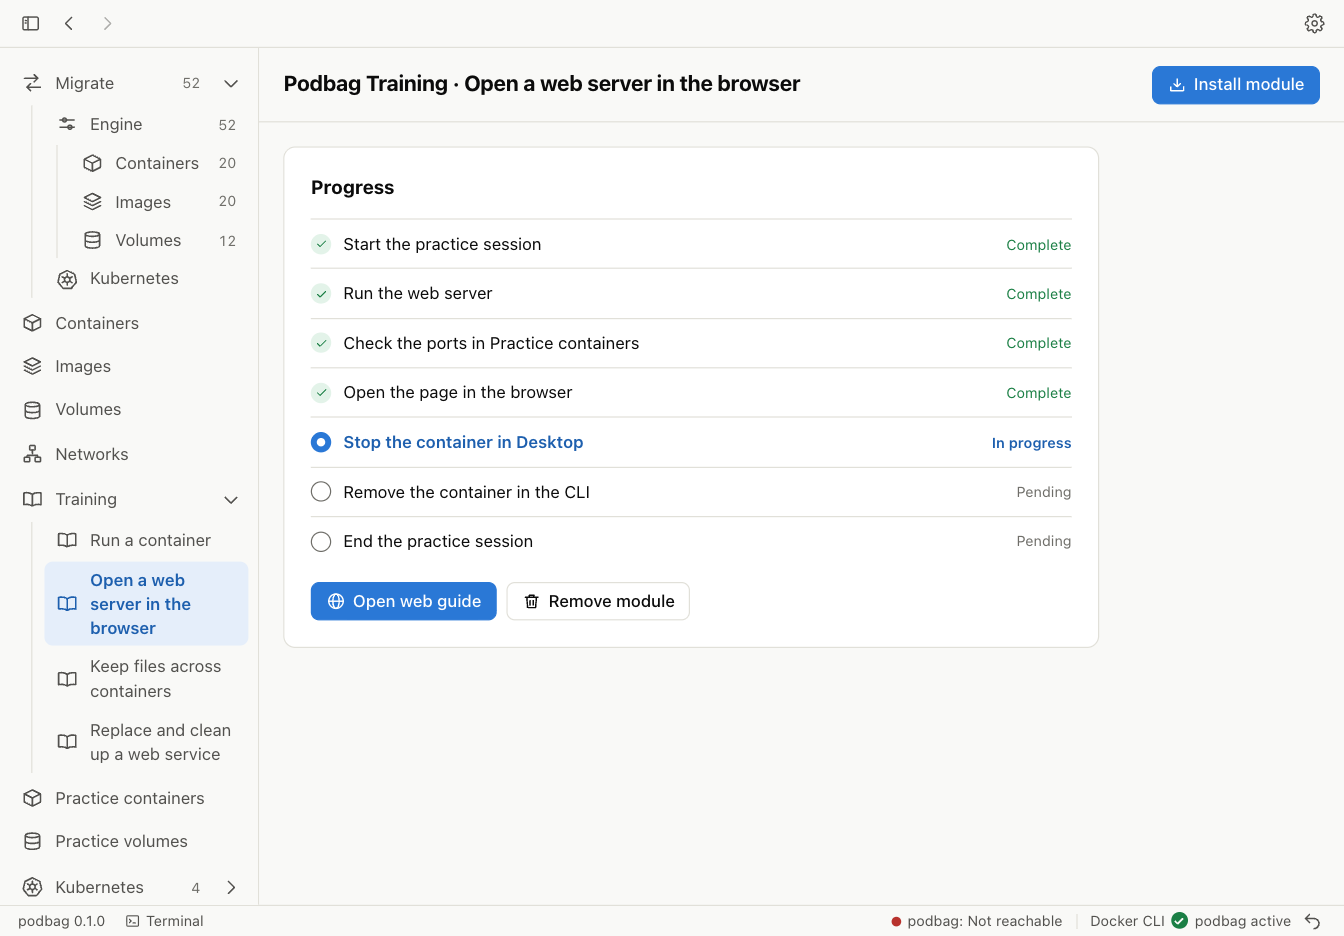 Podbag Training · Open a web server in the browser
Install module
Migrate 52
Engine 52
Containers 20
Images 20
Volumes 12
Kubernetes
Containers
Images
Volumes
Networks
Training
Run a container
Open a web
server in the
browser
Keep files across
containers
Replace and clean
up a web service
Practice containers
Practice volumes
Kubernetes 4
Progress
Start the practice session Complete
Run the web server Complete
Check the ports in Practice containers Complete
Open the page in the browser Complete
Stop the container in Desktop In progress
Remove the container in the CLI Pending
End the practice session Pending
Open web guide Remove module
podbag 0.1.0 Terminal podbag: Not reachable Docker CLI podbag active